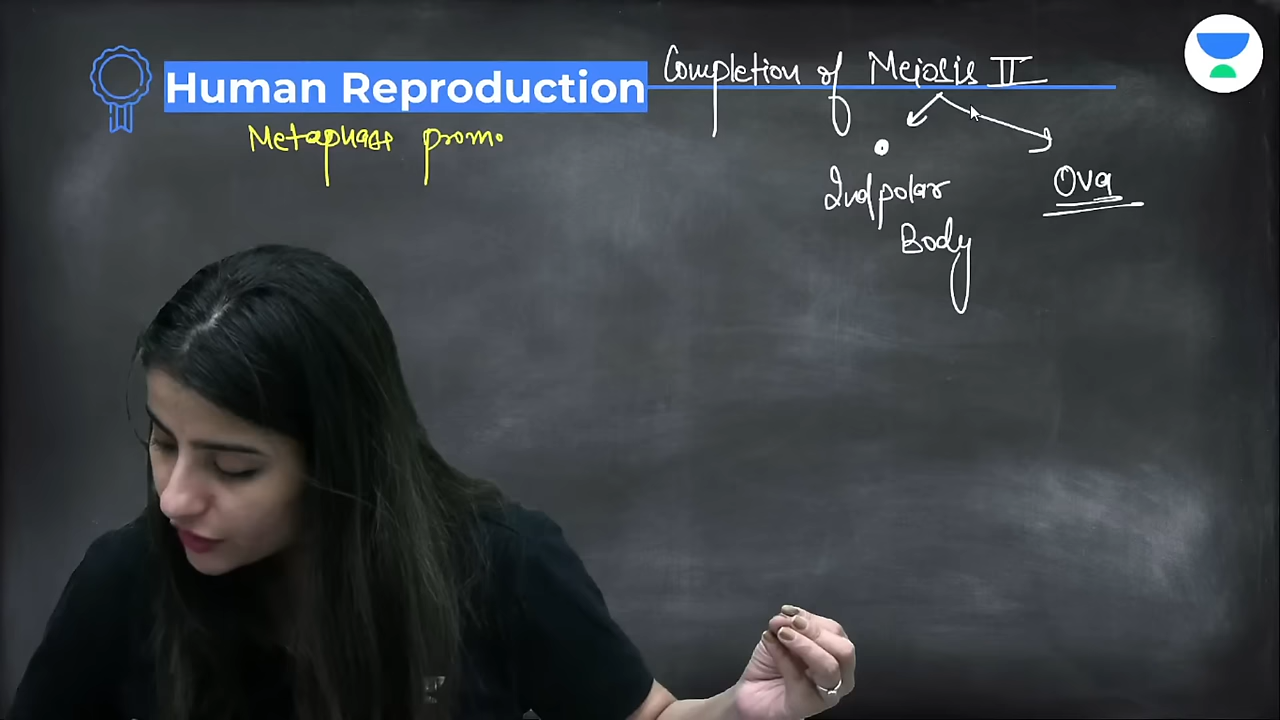 Human Reproduction
Completion of Meiosis II
Metaphase promo
2nd polar
Body
Ova